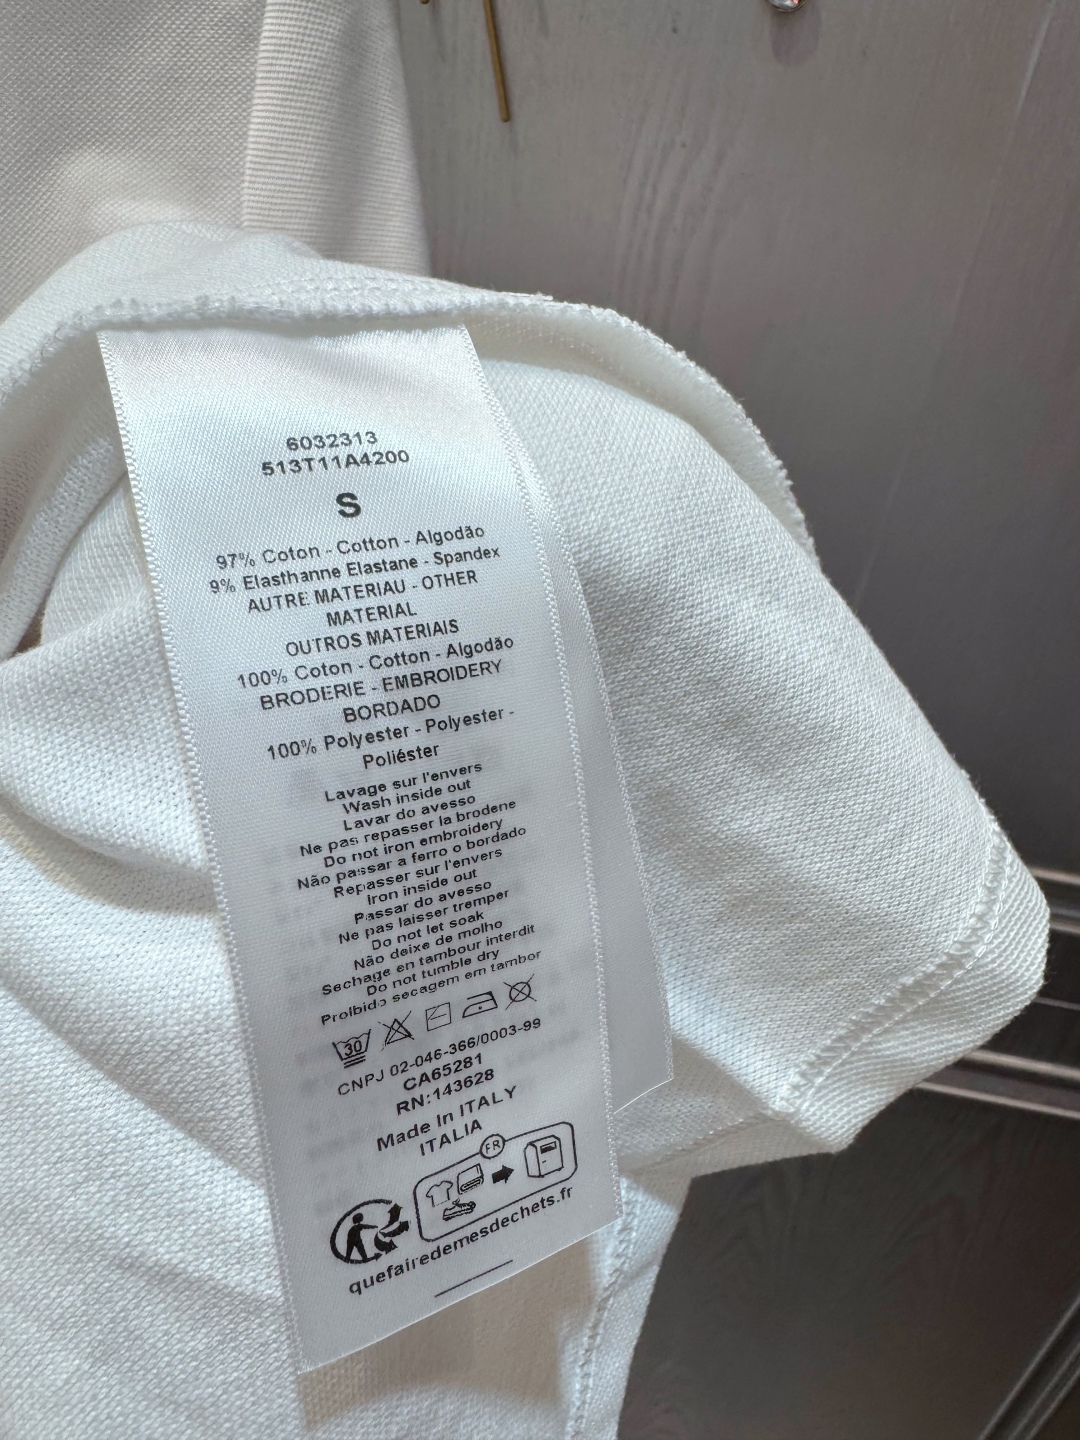 6032313
513T11A4200
S
97% Coton - Cotton - Algodão
9% Elasthanne Elastane - Spandex
AUTRE MATERIAU - OTHER
MATERIAL
OUTROS MATERIAIS
100% Coton - Cotton - Algodão
BRODERIE - EMBROIDERY
BORDADO
100% Polyester - Polyester -
Poliéster
Lavage sur l'envers
Wash inside out
Lavar do avesso
Ne pas repasser la brodene
Do not iron embroidery
Não passar a ferro o bordado
Repasser sur l'envers
Iron inside out
Passar do avesso
Ne pas laisser tremper
Do not let soak
Não deixe de molho
Sechage en tambour interdit
Do not tumble dry
Prolbido secagem em tambor
30
CNPJ 02-046-366/0003-99
CA65281
RN:143628
Made In ITALY
ITALIA
FR
quefairedemesdechets.fr